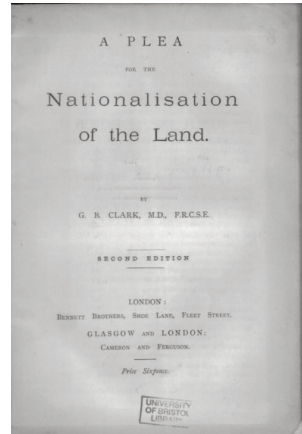 A PLEA
FOR THE
Nationalisation
of the Land.
BY
G. B. CLARK, M.D., F.R.C.S.E.
SECOND EDITION
LONDON:
BENNETT BROTHERS, SHOE LANE, FLEET STREET.
GLASGOW AND LONDON:
CAMERON AND FERGUSON.
Price Sixpence.
UNIVERSITY
OF BRISTOL
LIBRARY